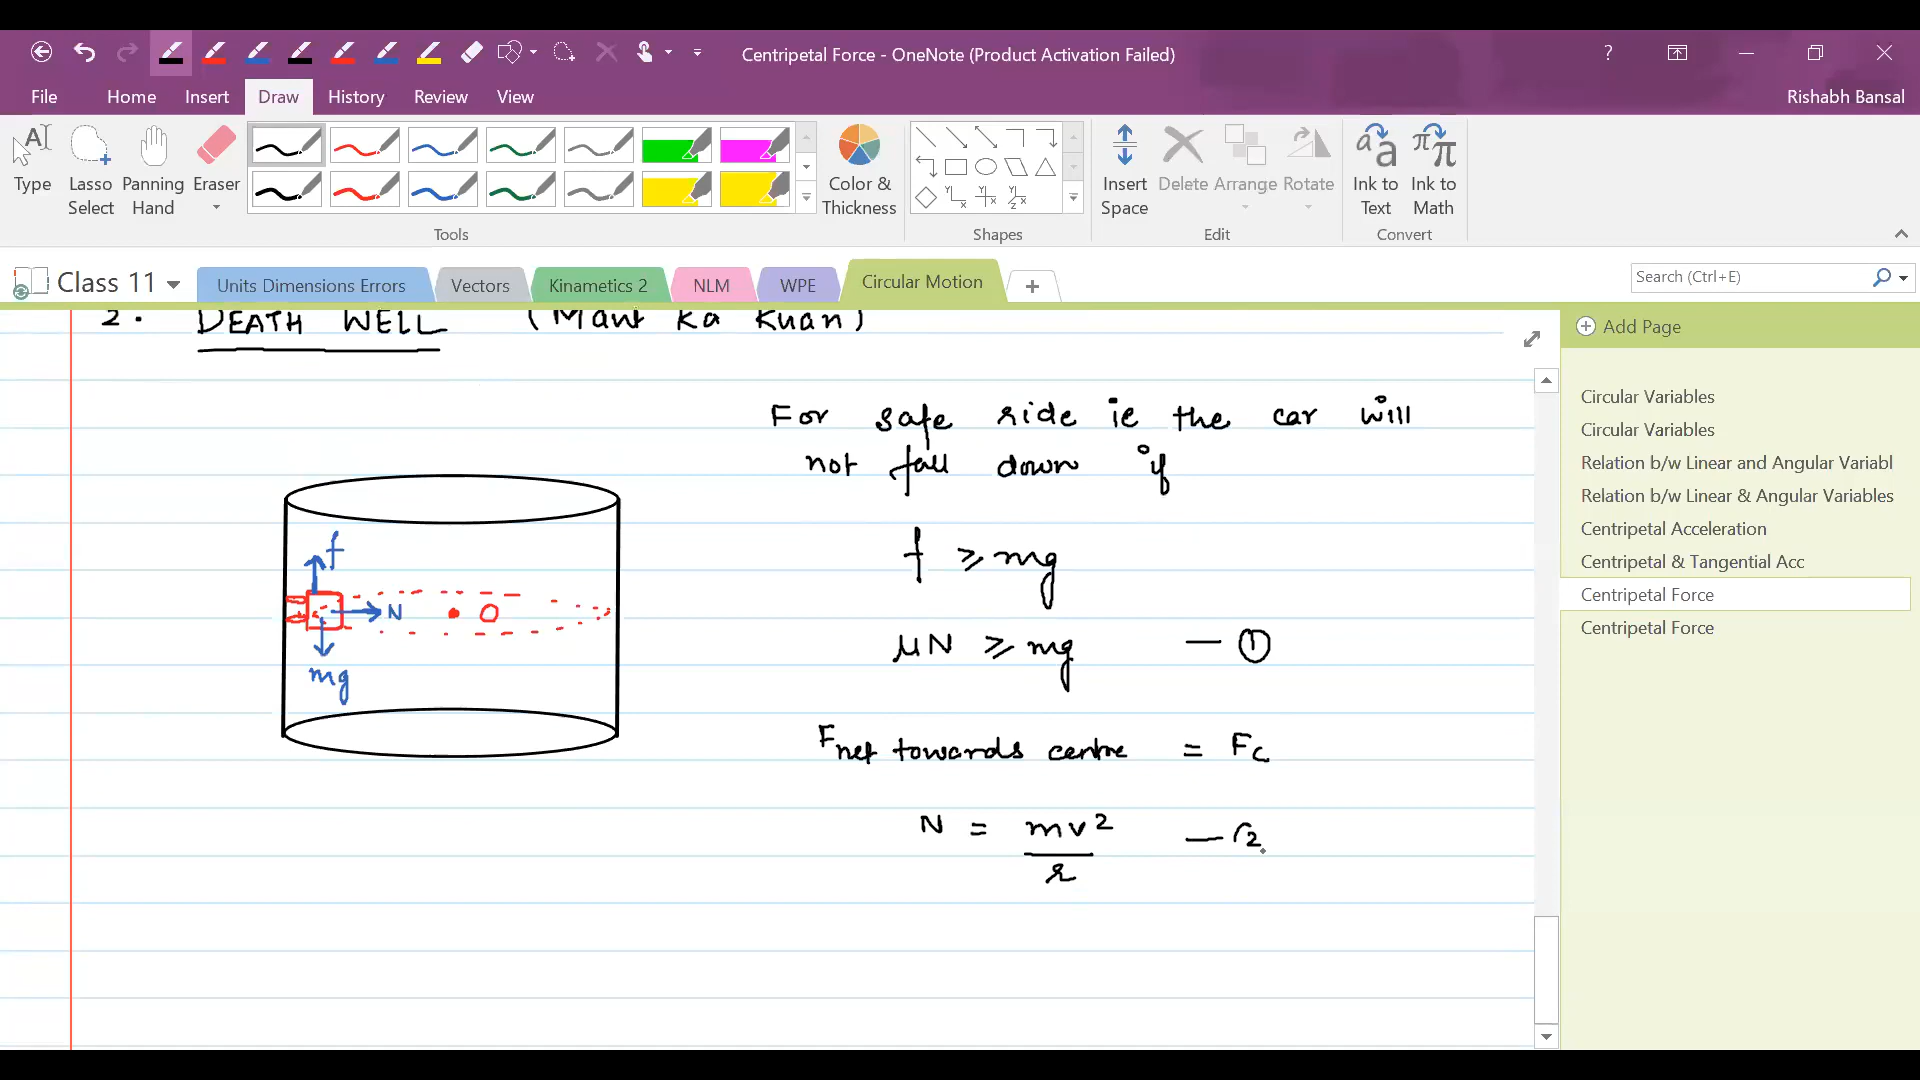 Centripetal Force - OneNote (Product Activation Failed)
?
File Home Insert Draw History Review View
Rishabh Bansal
Type
Lasso Select
Panning Hand
Eraser
Color & Thickness
Insert Space
Delete
Arrange
Rotate
Ink to Text
Ink to Math
Tools
Shapes
Edit
Convert
Class 11
Units Dimensions Errors
Vectors
Kinametics 2
NLM
WPE
Circular Motion
+
Search (Ctrl+E)
Add Page
Circular Variables
Circular Variables
Relation b/w Linear and Angular Variabl
Relation b/w Linear & Angular Variables
Centripetal Acceleration
Centripetal & Tangential Acc
Centripetal Force
Centripetal Force
2. DEATH WELL (Maut Ka Kuan)
For safe ride ie the car will
not fall down if
f ⩾ mg
μN ⩾ mg — ①
Fnet towards centre = Fc
N = mv²/r — 2
f
N
O
mg